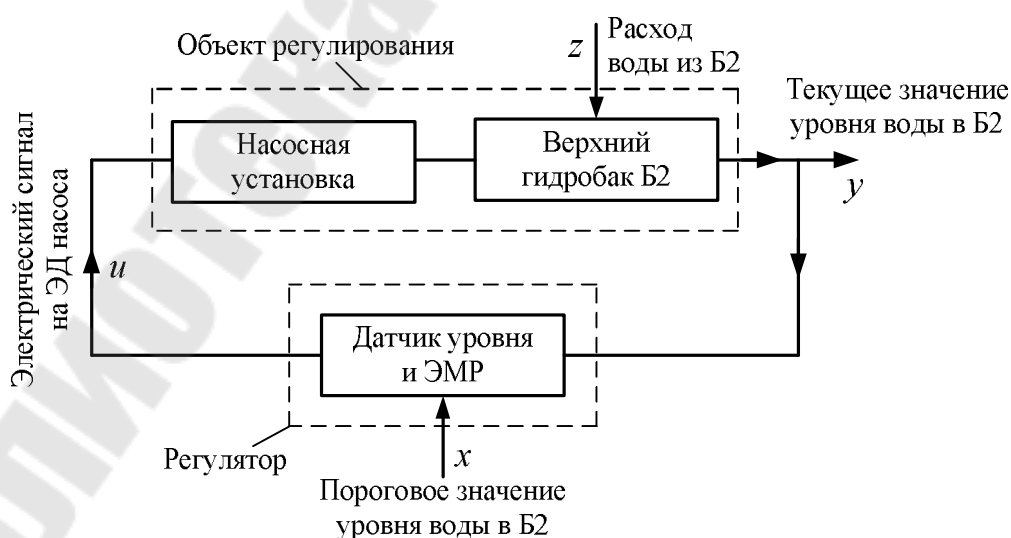 Объект регулирования
z
Расход
воды из Б2
Текущее значение
уровня воды в Б2
Насосная
установка
Верхний
гидробак Б2
y
Электрический сигнал
на ЭД насоса
u
Датчик уровня
и ЭМР
Регулятор
x
Пороговое значение
уровня воды в Б2